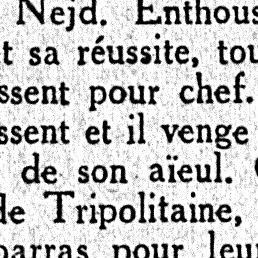 Nejd. Enthous
t sa réussite, tou
ssent pour chef.
ssent et il venge
de son aïeul.
de Tripolitaine,
barras pour leur